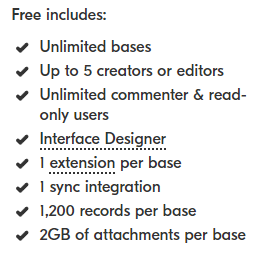 Free includes:
Unlimited bases
Up to 5 creators or editors
Unlimited commenter & read-
only users
Interface Designer
1 extension per base
1 sync integration
1,200 records per base
2GB of attachments per base